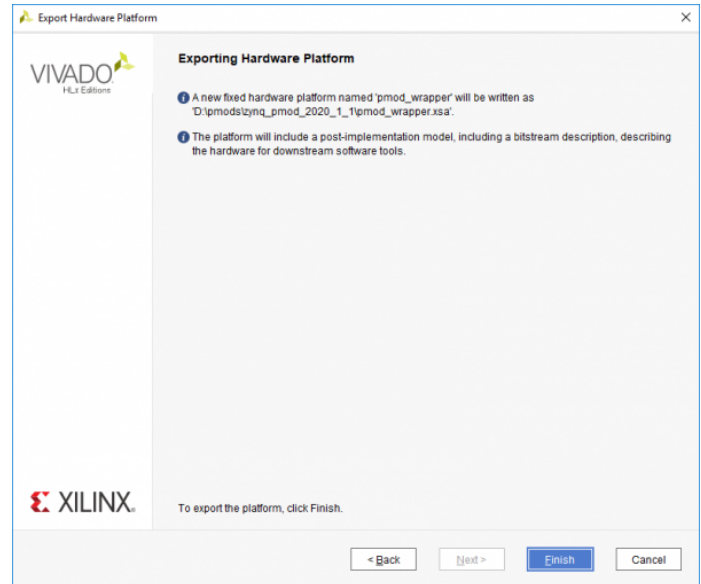 Export Hardware Platform
VIVADO
HLx Editions
Exporting Hardware Platform
A new fixed hardware platform named 'pmod_wrapper' will be written as
'D:\pmods\zynq_pmod_2020_1_1\pmod_wrapper.xsa'.
The platform will include a post-implementation model, including a bitstream description, describing
the hardware for downstream software tools.
XILINX.
To export the platform, click Finish.
< Back
Next >
Finish
Cancel